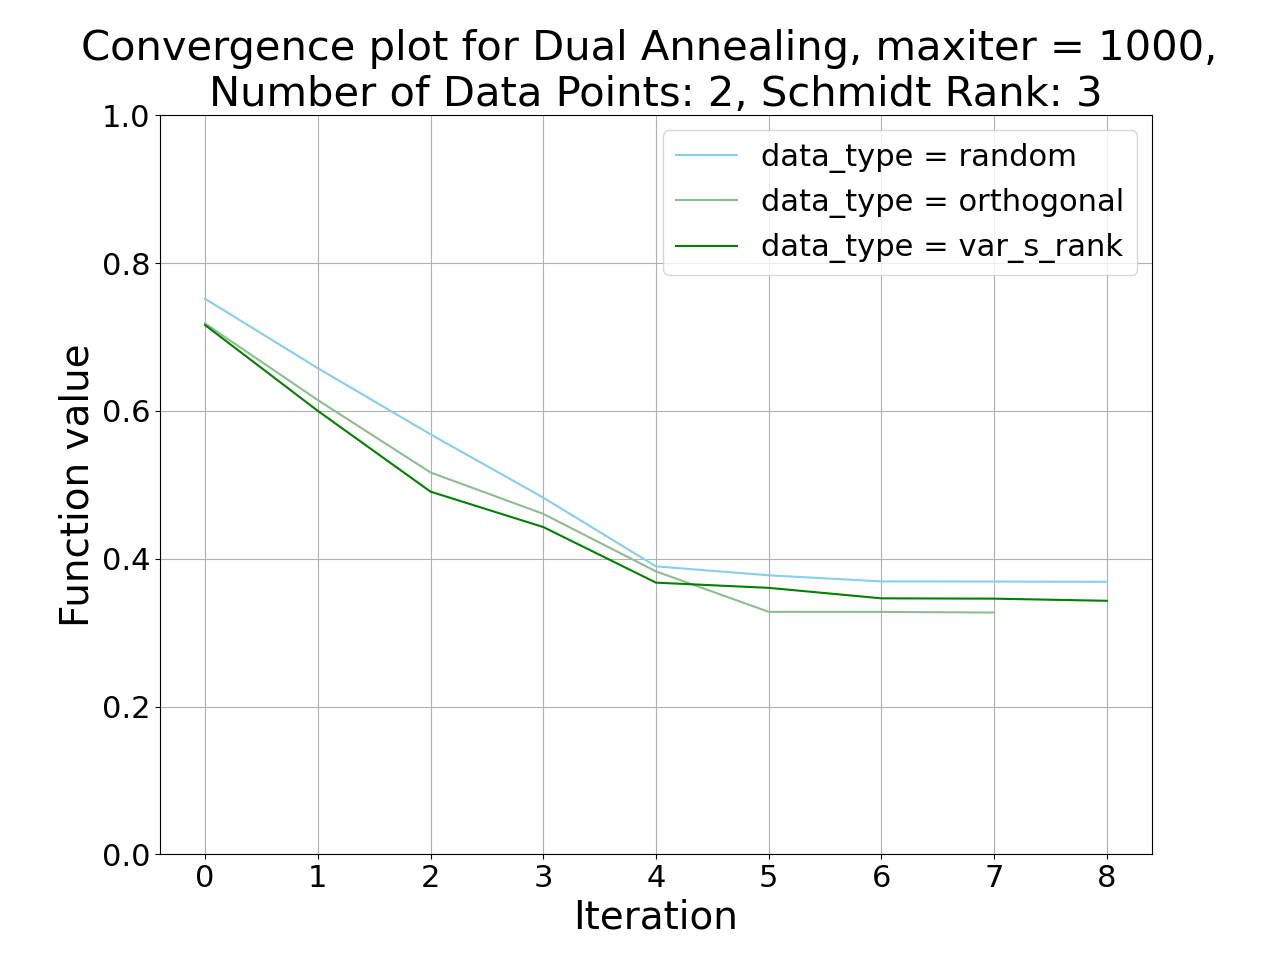 Convergence plot for Dual Annealing, maxiter = 1000,
Number of Data Points: 2, Schmidt Rank: 3
1.0
0.8
0.6
0.4
0.2
0.0
Function value
data_type = random
data_type = orthogonal
data_type = var_s_rank
0 1 2 3 4 5 6 7 8
Iteration